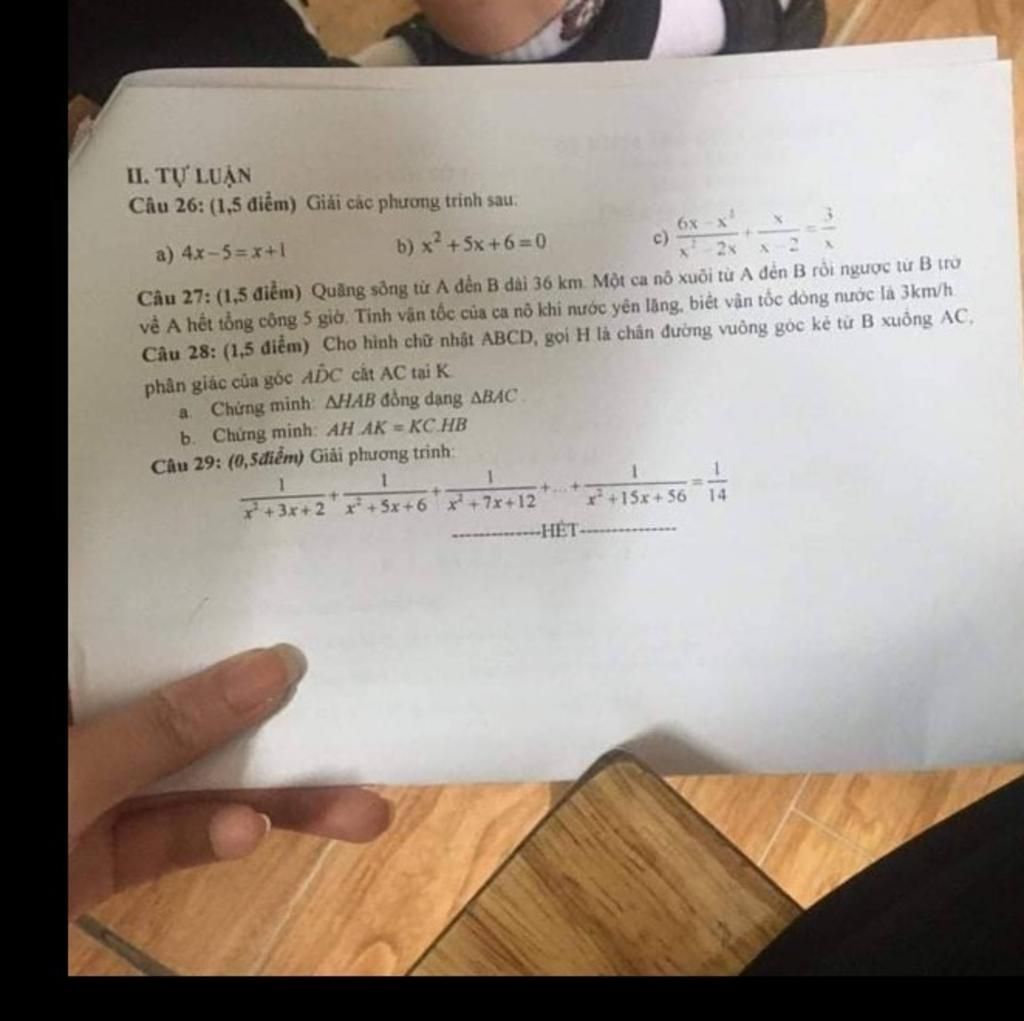 II. TỰ LUẬN
Câu 26: (1,5 điểm) Giải các phương trình sau:
a) 4x−5=x+1 b) x²+5x+6=0 c) (6x−x²)/(x²−2x) + x/(x−2) = 3/x
Câu 27: (1,5 điểm) Quãng sông từ A đến B dài 36 km. Một ca nô xuôi từ A đến B rồi ngược từ B trở
về A hết tổng cộng 5 giờ. Tính vận tốc của ca nô khi nước yên lặng, biết vận tốc dòng nước là 3km/h
Câu 28: (1,5 điểm) Cho hình chữ nhật ABCD, gọi H là chân đường vuông góc kẻ từ B xuống AC,
phân giác của góc AD̂C cắt AC tại K.
a. Chứng minh: ΔHAB đồng dạng ΔBAC.
b. Chứng minh: AH.AK = KC.HB
Câu 29: (0,5điểm) Giải phương trình:
1/(x²+3x+2) + 1/(x²+5x+6) + 1/(x²+7x+12) +...+ 1/(x²+15x+56) = 1/14
--------------HẾT---------------